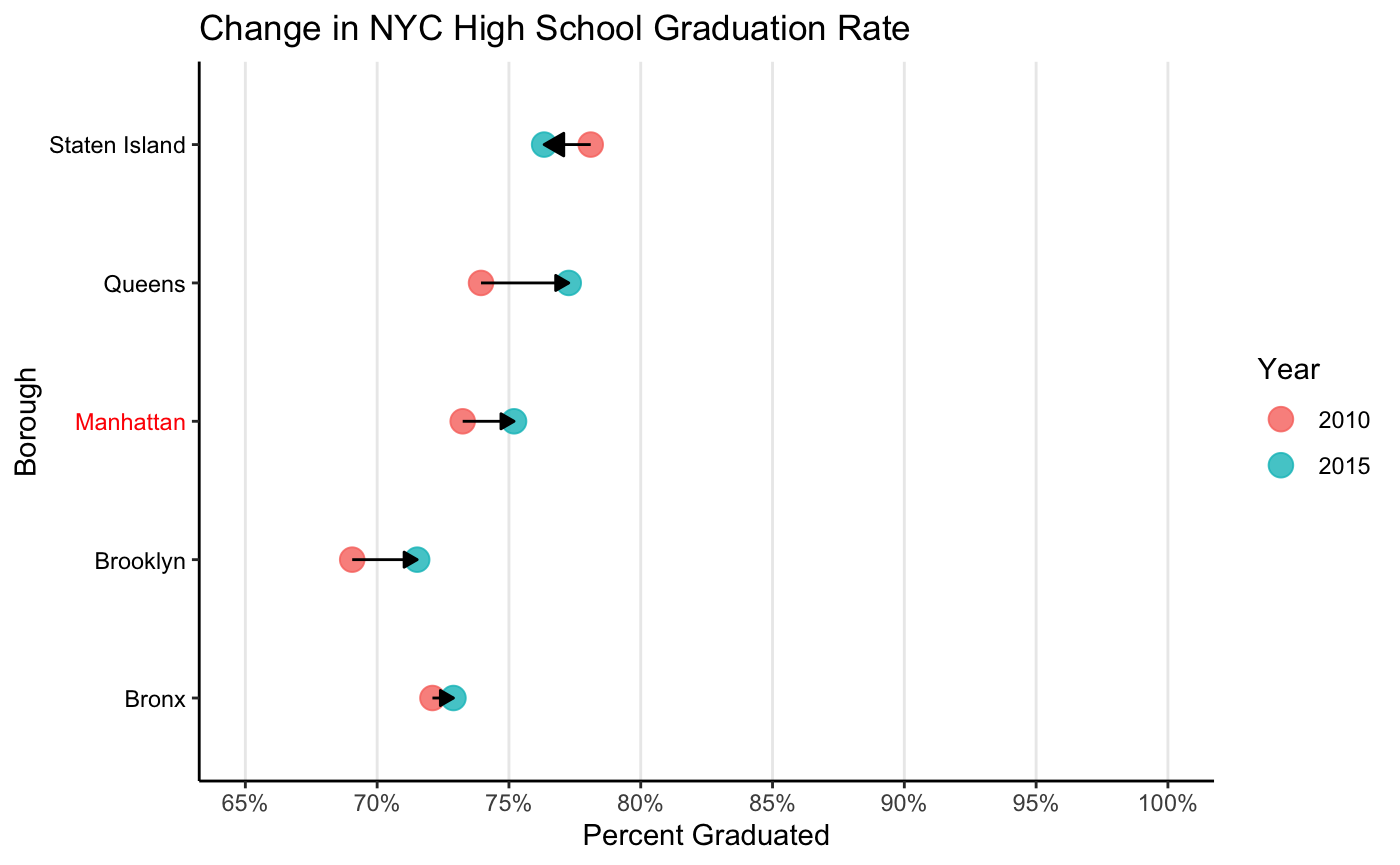 Change in NYC High School Graduation Rate
Staten Island
Queens
Manhattan
Brooklyn
Bronx
Borough
65% 70% 75% 80% 85% 90% 95% 100%
Percent Graduated
Year
2010
2015